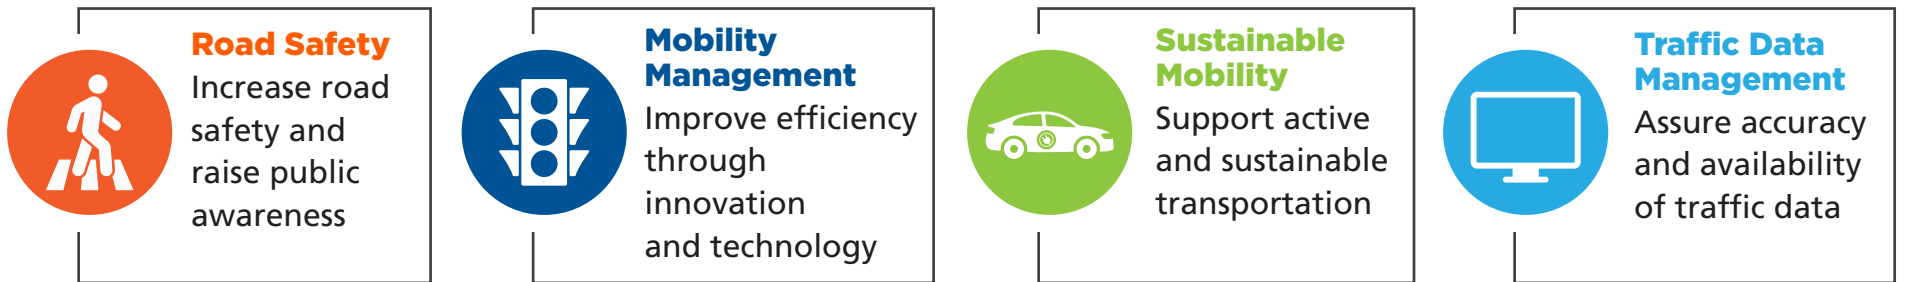 Road Safety
Increase road
safety and
raise public
awareness
Mobility
Management
Improve efficiency
through
innovation
and technology
Sustainable
Mobility
Support active
and sustainable
transportation
Traffic Data
Management
Assure accuracy
and availability
of traffic data